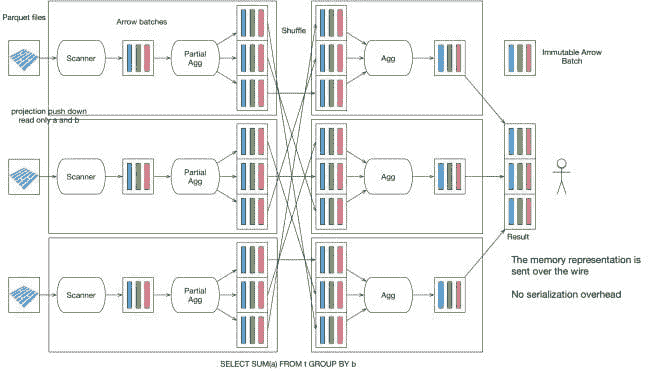 Parquet files
Arrow batches
Shuffle
Scanner
Partial
Agg
Agg
Immutable Arrow
Batch
projection push down
read only a and b
Scanner
Partial
Agg
Agg
Scanner
Partial
Agg
Agg
Result
The memory representation is
sent over the wire
No serialization overhead
SELECT SUM(a) FROM t GROUP BY b